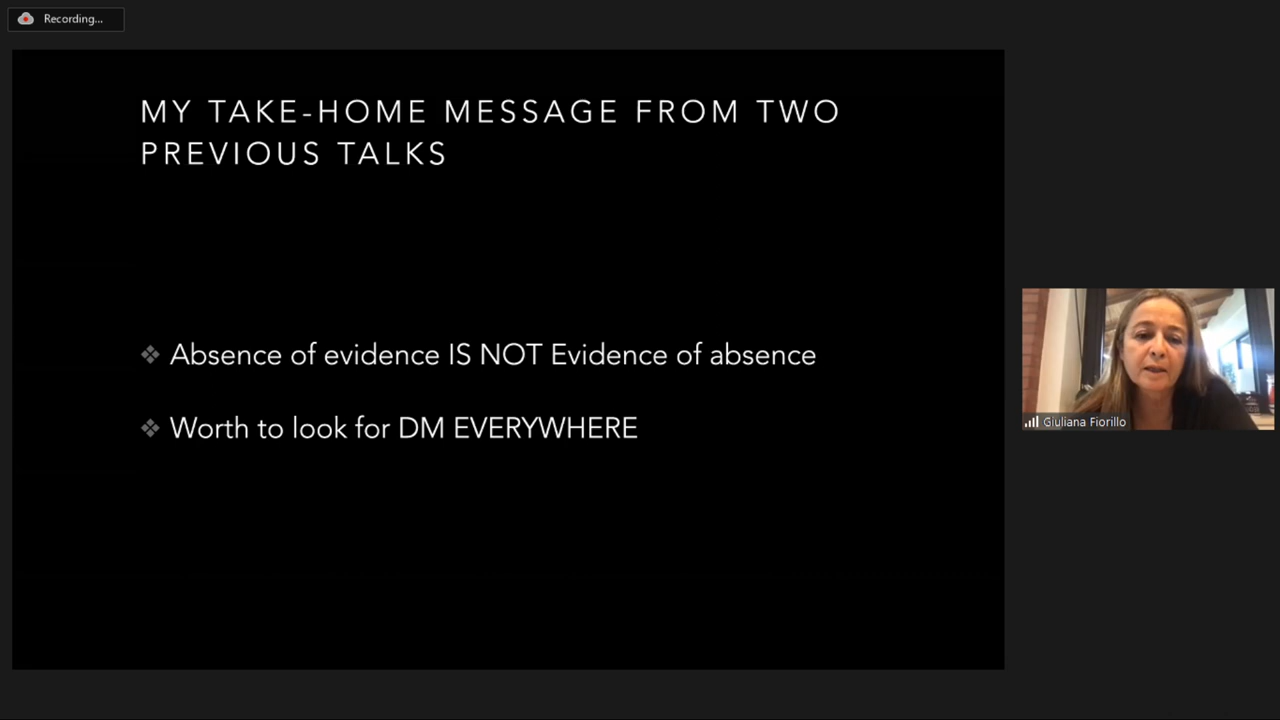 Recording...
MY TAKE-HOME MESSAGE FROM TWO
PREVIOUS TALKS
Absence of evidence IS NOT Evidence of absence
Worth to look for DM EVERYWHERE
Giuliana Fiorillo